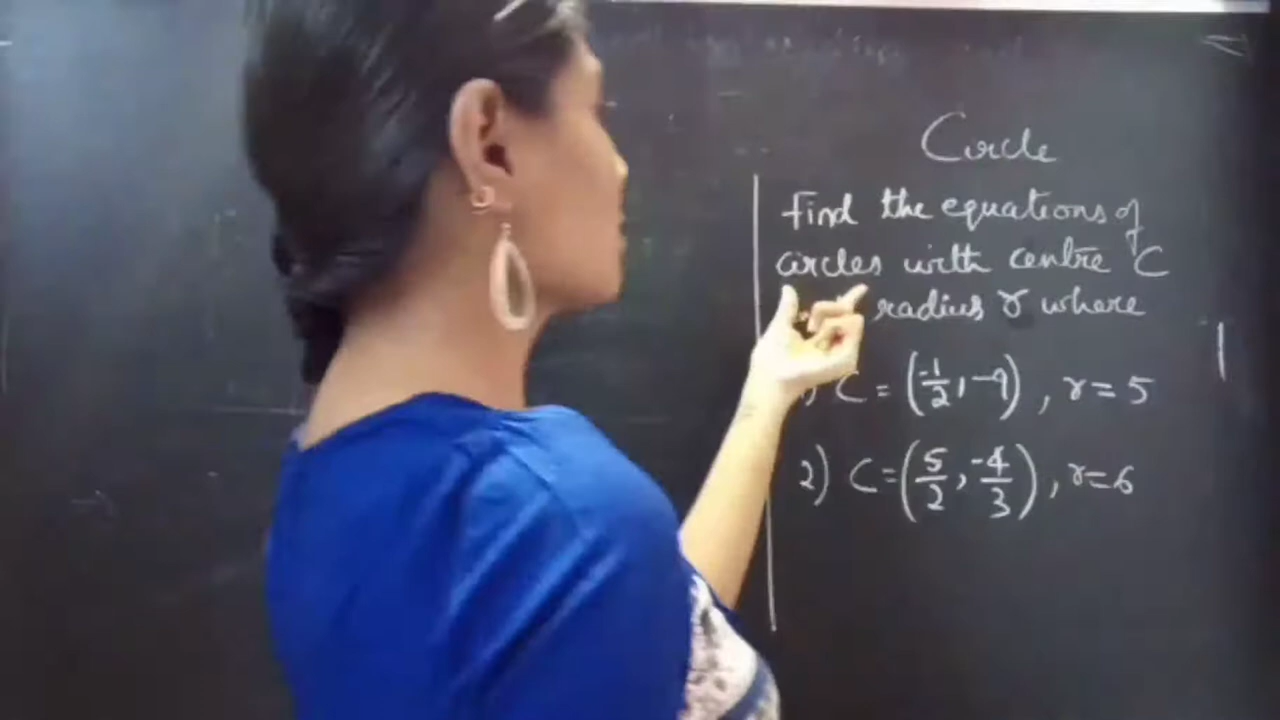 Circle
Find the equations of
circles with centre C
radius r where
) C = (-1/2, -9), r = 5
2) C = (5/2, -4/3), r = 6